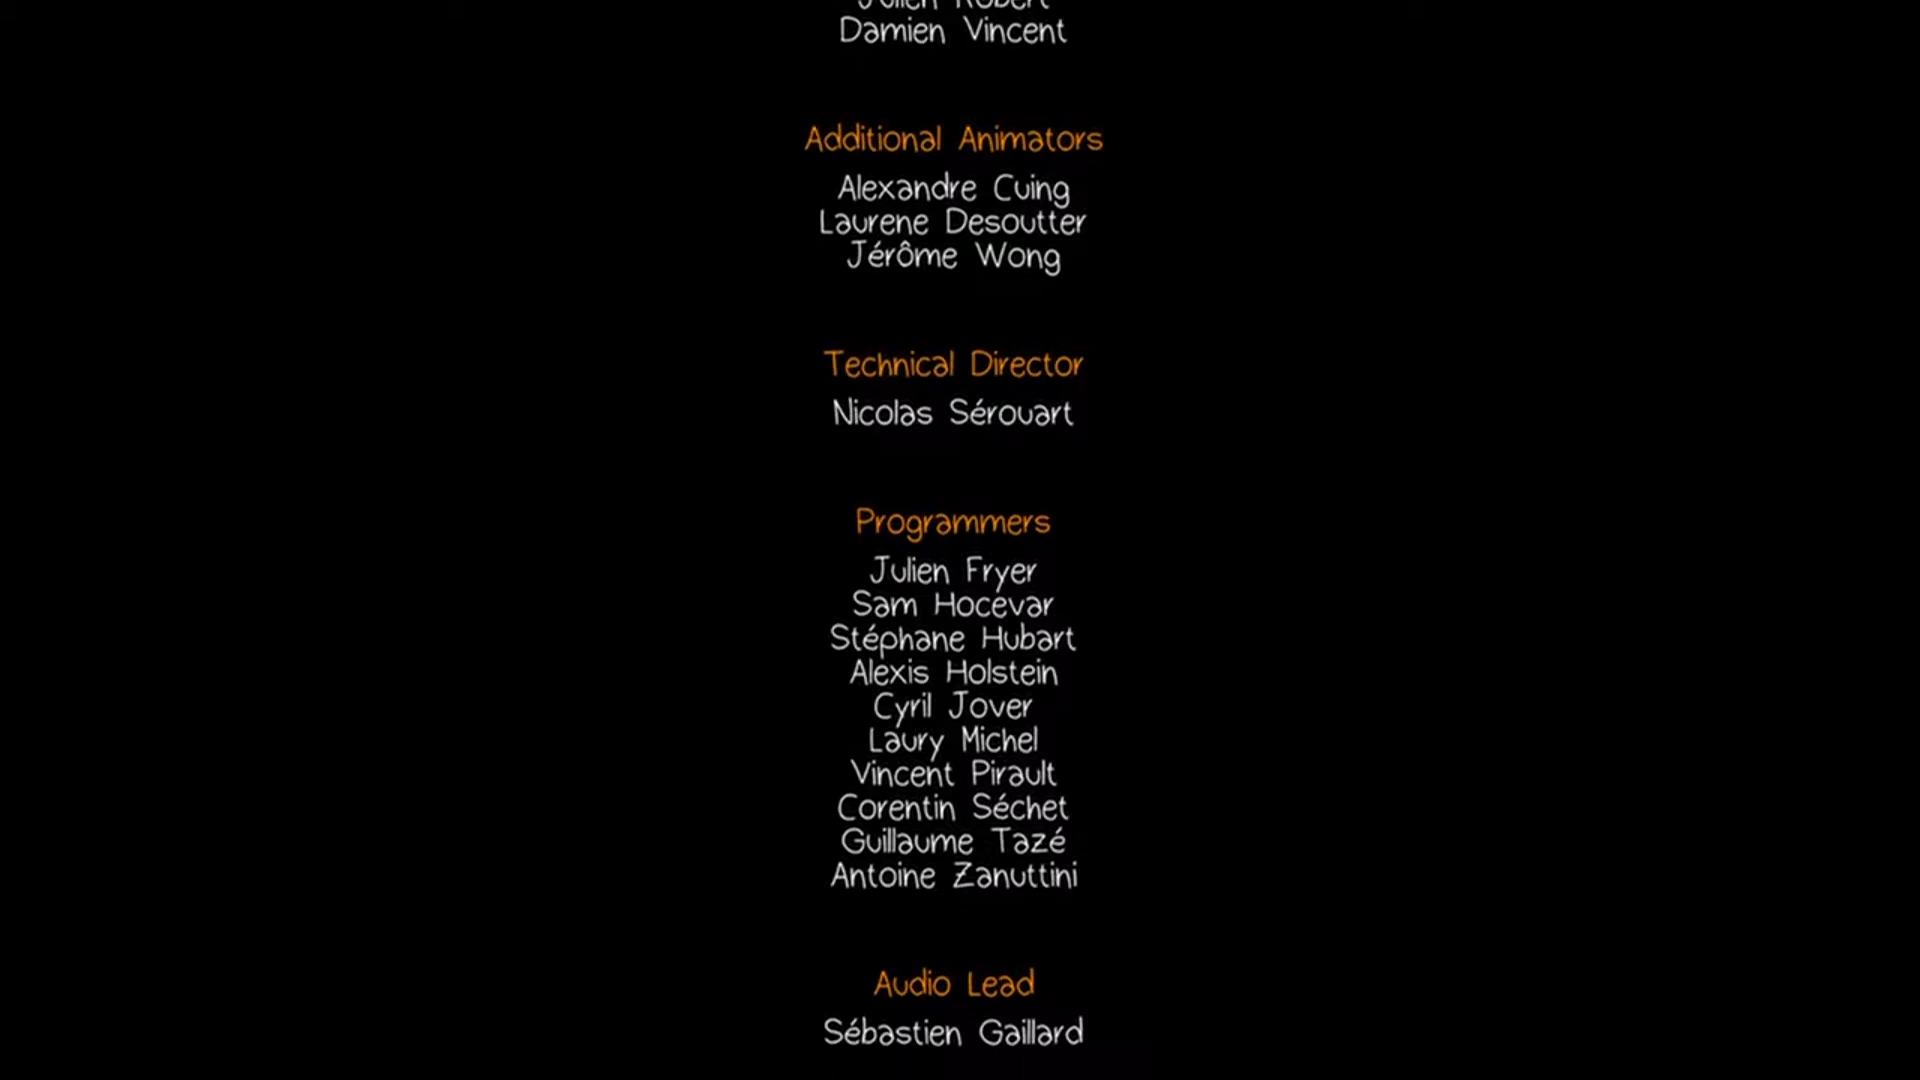 Julien Robert
Damien Vincent
Additional Animators
Alexandre Cuing
Laurene Desoutter
Jérôme Wong
Technical Director
Nicolas Sérouart
Programmers
Julien Fryer
Sam Hocevar
Stéphane Hubart
Alexis Holstein
Cyril Jover
Laury Michel
Vincent Pirault
Corentin Séchet
Guillaume Tazé
Antoine Zanuttini
Audio Lead
Sébastien Gaillard